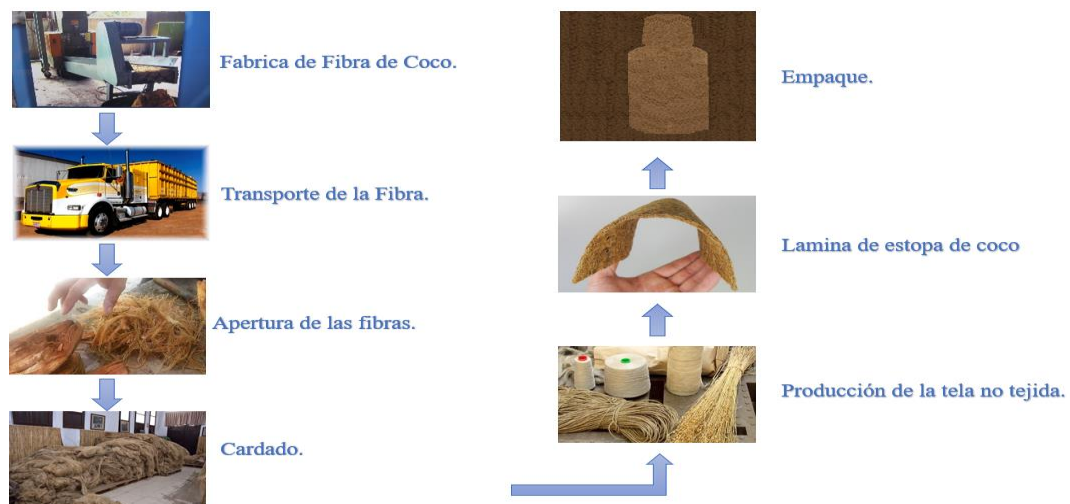 Fabrica de Fibra de Coco.
Transporte de la Fibra.
Apertura de las fibras.
Cardado.
Producción de la tela no tejida.
Lamina de estopa de coco
Empaque.